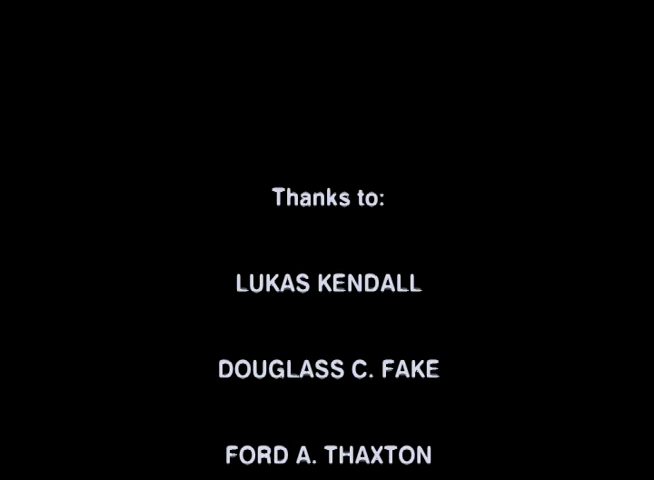 Thanks to:
LUKAS KENDALL
DOUGLASS C. FAKE
FORD A. THAXTON